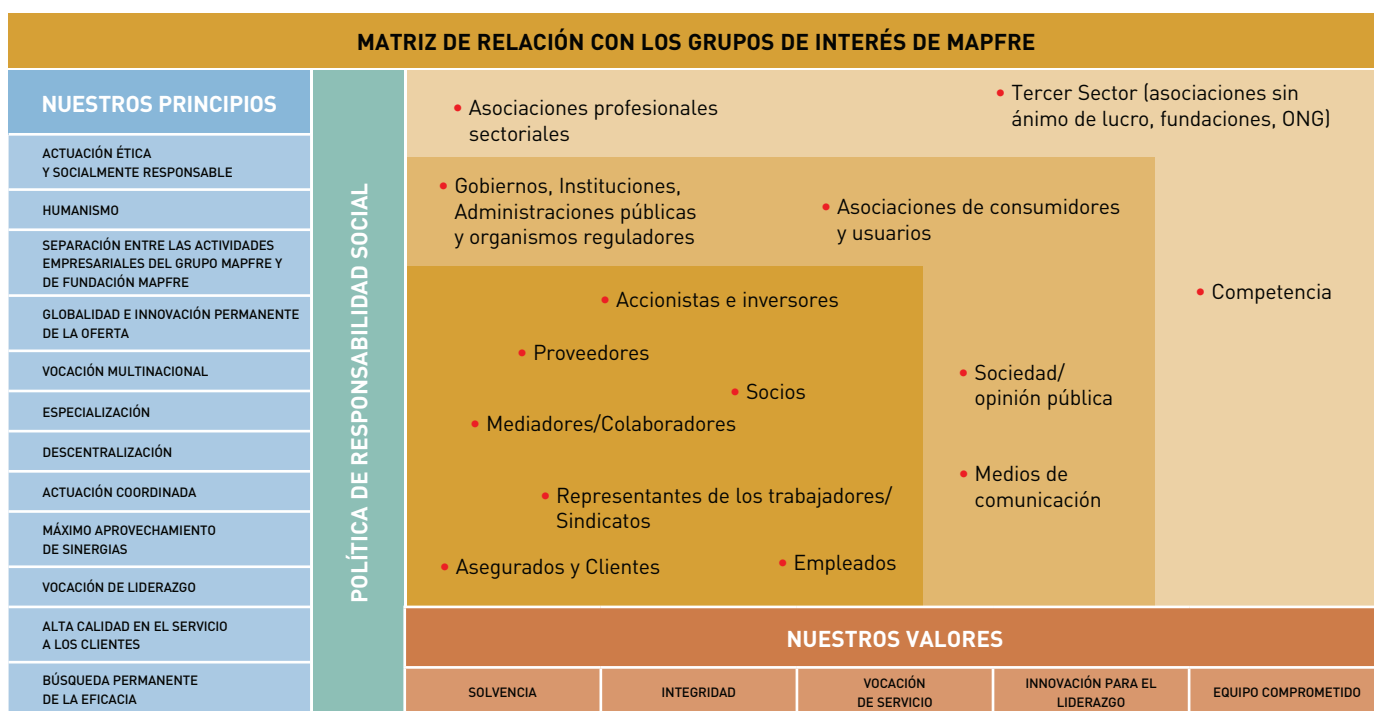 MATRIZ DE RELACIÓN CON LOS GRUPOS DE INTERÉS DE MAPFRE
NUESTROS PRINCIPIOS
ACTUACIÓN ÉTICA
Y SOCIALMENTE RESPONSABLE
HUMANISMO
SEPARACIÓN ENTRE LAS ACTIVIDADES
EMPRESARIALES DEL GRUPO MAPFRE Y
DE FUNDACIÓN MAPFRE
GLOBALIDAD E INNOVACIÓN PERMANENTE
DE LA OFERTA
VOCACIÓN MULTINACIONAL
ESPECIALIZACIÓN
DESCENTRALIZACIÓN
ACTUACIÓN COORDINADA
MÁXIMO APROVECHAMIENTO
DE SINERGIAS
VOCACIÓN DE LIDERAZGO
ALTA CALIDAD EN EL SERVICIO
A LOS CLIENTES
BÚSQUEDA PERMANENTE
DE LA EFICACIA
POLÍTICA DE RESPONSABILIDAD SOCIAL
• Asociaciones profesionales
sectoriales
• Tercer Sector (asociaciones sin
ánimo de lucro, fundaciones, ONG)
• Gobiernos, Instituciones,
Administraciones públicas
y organismos reguladores
• Asociaciones de consumidores
y usuarios
• Competencia
• Accionistas e inversores
• Proveedores
• Socios
• Mediadores/Colaboradores
• Sociedad/
opinión pública
• Medios de
comunicación
• Representantes de los trabajadores/
Sindicatos
• Asegurados y Clientes
• Empleados
NUESTROS VALORES
SOLVENCIA
INTEGRIDAD
VOCACIÓN
DE SERVICIO
INNOVACIÓN PARA EL
LIDERAZGO
EQUIPO COMPROMETIDO